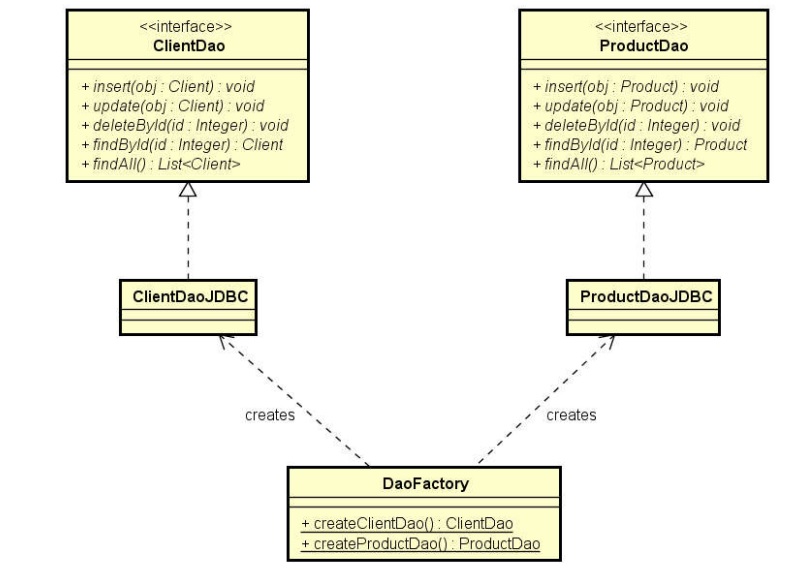 <<interface>>
ClientDao
+ insert(obj : Client) : void
+ update(obj : Client) : void
+ deleteById(id : Integer) : void
+ findById(id : Integer) : Client
+ findAll() : List<Client>
<<interface>>
ProductDao
+ insert(obj : Product) : void
+ update(obj : Product) : void
+ deleteById(id : Integer) : void
+ findById(id : Integer) : Product
+ findAll() : List<Product>
ClientDaoJDBC
ProductDaoJDBC
creates
creates
DaoFactory
+ createClientDao() : ClientDao
+ createProductDao() : ProductDao